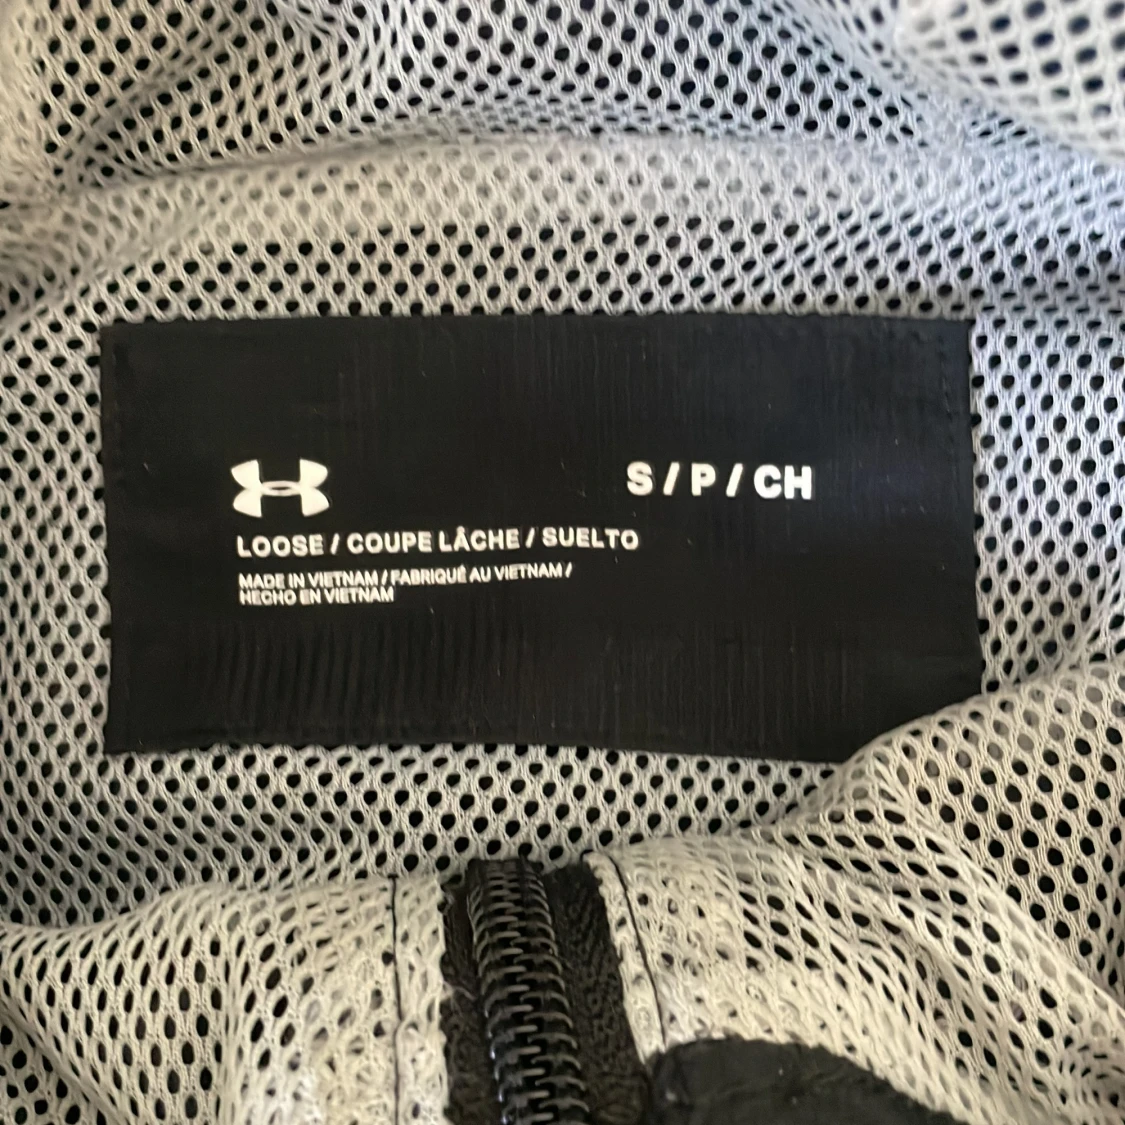 S / P / CH
LOOSE / COUPE LÂCHE / SUELTO
MADE IN VIETNAM / FABRIQUÉ AU VIETNAM /
HECHO EN VIETNAM